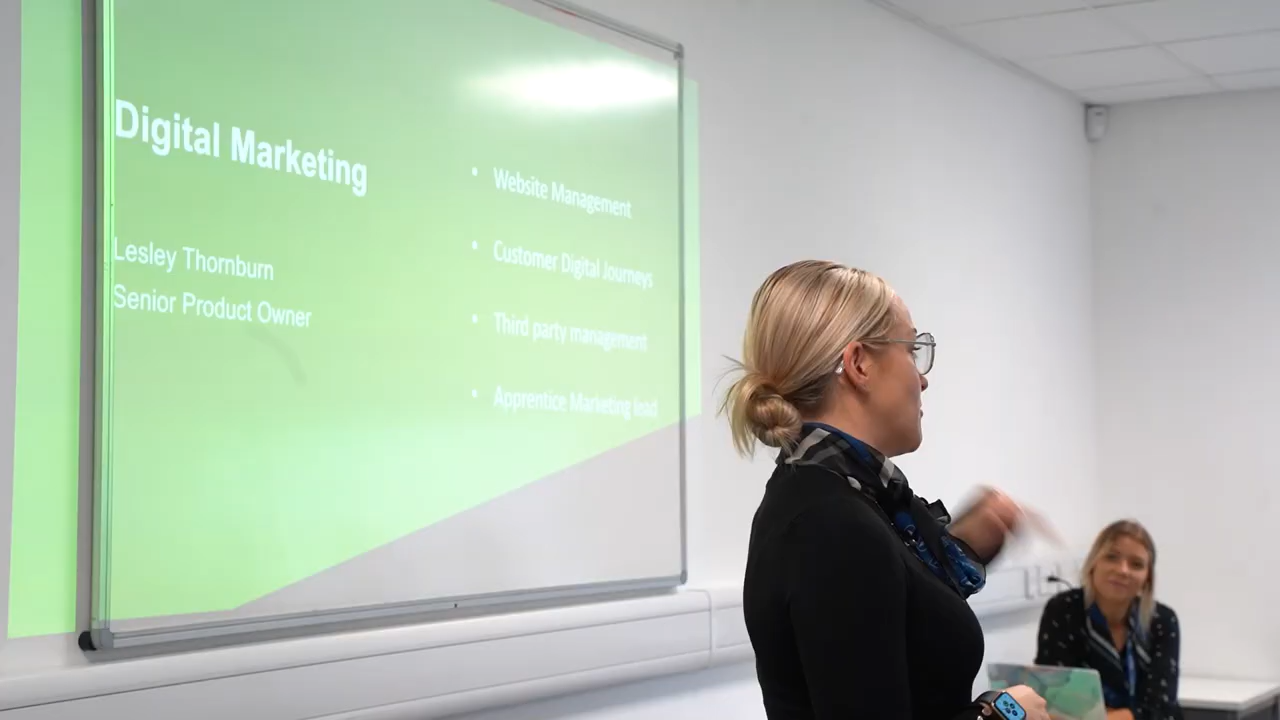 Digital Marketing
Lesley Thornburn
Senior Product Owner
• Website Management
• Customer Digital Journeys
• Third party management
• Apprentice Marketing lead